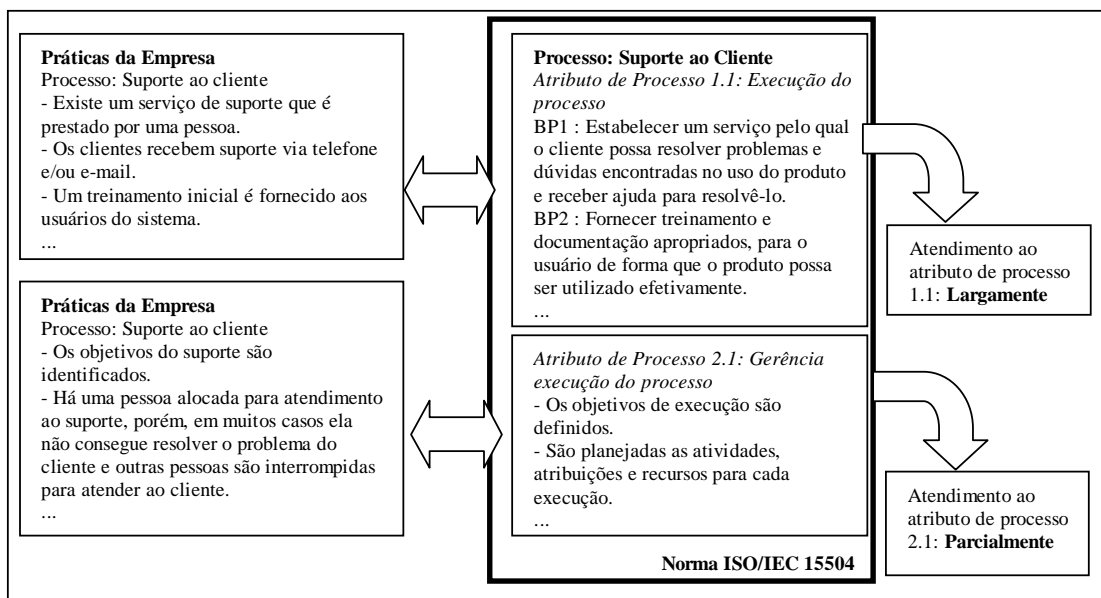 Práticas da Empresa
Processo: Suporte ao cliente
- Existe um serviço de suporte que é
prestado por uma pessoa.
- Os clientes recebem suporte via telefone
e/ou e-mail.
- Um treinamento inicial é fornecido aos
usuários do sistema.
...
Processo: Suporte ao Cliente
Atributo de Processo 1.1: Execução do
processo
BP1 : Estabelecer um serviço pelo qual
o cliente possa resolver problemas e
dúvidas encontradas no uso do produto
e receber ajuda para resolvê-lo.
BP2 : Fornecer treinamento e
documentação apropriados, para o
usuário de forma que o produto possa
ser utilizado efetivamente.
...
Atendimento ao
atributo de processo
1.1: Largamente
Práticas da Empresa
Processo: Suporte ao cliente
- Os objetivos do suporte são
identificados.
- Há uma pessoa alocada para atendimento
ao suporte, porém, em muitos casos ela
não consegue resolver o problema do
cliente e outras pessoas são interrompidas
para atender ao cliente.
...
Atributo de Processo 2.1: Gerência
execução do processo
- Os objetivos de execução são
definidos.
- São planejadas as atividades,
atribuições e recursos para cada
execução.
...
Atendimento ao
atributo de processo
2.1: Parcialmente
Norma ISO/IEC 15504